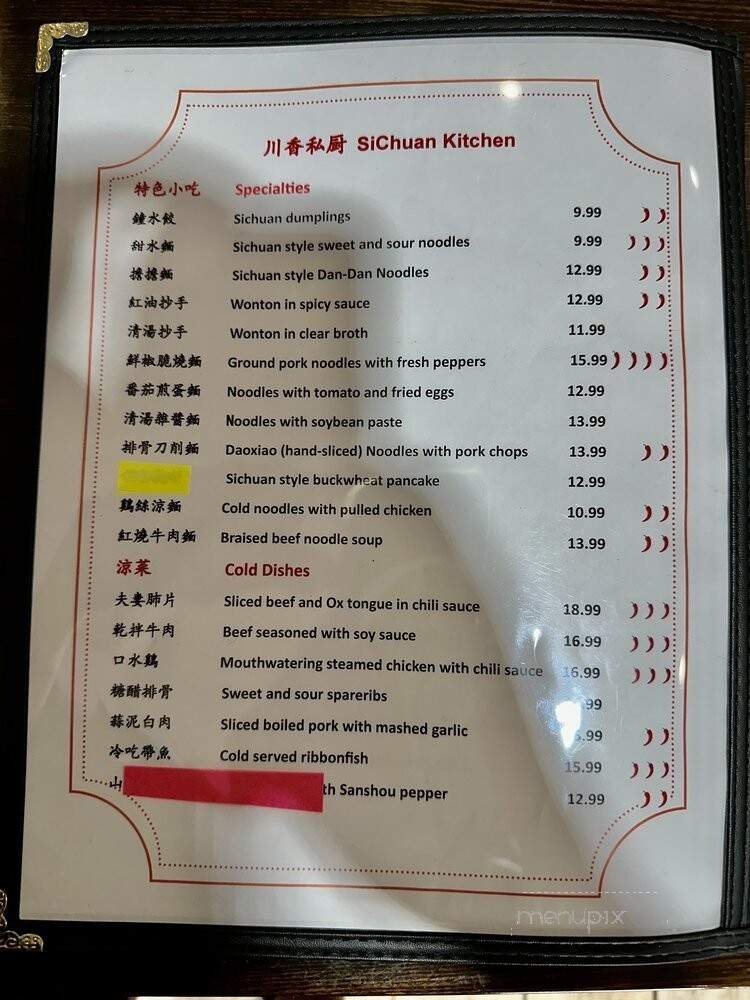 川香私厨 SiChuan Kitchen
特色小吃 Specialties
鐘水餃 Sichuan dumplings 9.99
甜水麵 Sichuan style sweet and sour noodles 9.99
擔擔麵 Sichuan style Dan-Dan Noodles 12.99
紅油抄手 Wonton in spicy sauce 12.99
清湯抄手 Wonton in clear broth 11.99
鮮椒脆燒麵 Ground pork noodles with fresh peppers 15.99
番茄煎蛋麵 Noodles with tomato and fried eggs 12.99
清湯雜醬麵 Noodles with soybean paste 13.99
排骨刀削麵 Daoxiao (hand-sliced) Noodles with pork chops 13.99
Sichuan style buckwheat pancake 12.99
鷄絲涼麵 Cold noodles with pulled chicken 10.99
紅燒牛肉麵 Braised beef noodle soup 13.99
涼菜 Cold Dishes
夫妻肺片 Sliced beef and Ox tongue in chili sauce 18.99
乾拌牛肉 Beef seasoned with soy sauce 16.99
口水鷄 Mouthwatering steamed chicken with chili sauce 16.99
糖醋排骨 Sweet and sour spareribs .99
蒜泥白肉 Sliced boiled pork with mashed garlic .99
冷吃帶魚 Cold served ribbonfish 15.99
山 th Sanshou pepper 12.99
menupix